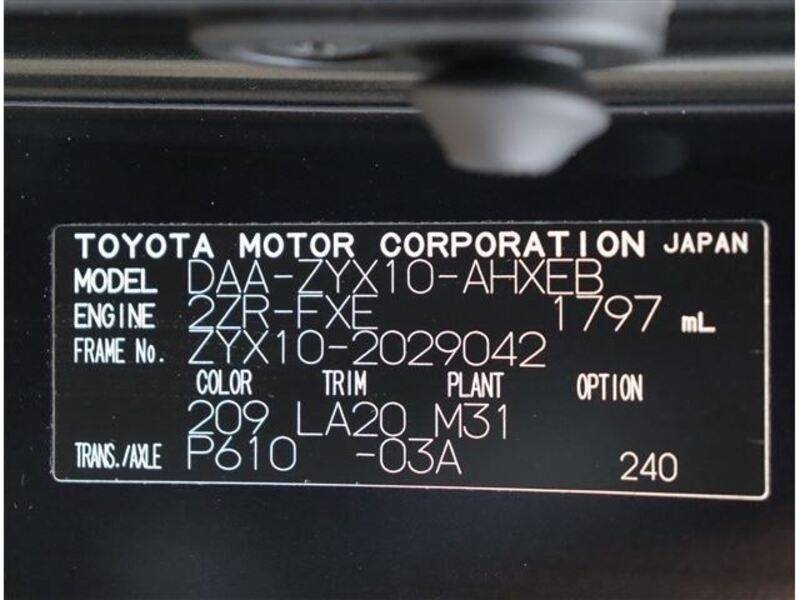 TOYOTA MOTOR CORPORATION JAPAN
MODEL DAA-ZYX10-AHXEB
ENGINE 2ZR-FXE 1797 mL
FRAME No. ZYX10-2029042
COLOR TRIM PLANT OPTION
209 LA20 M31
TRANS./AXLE P610 -03A 240